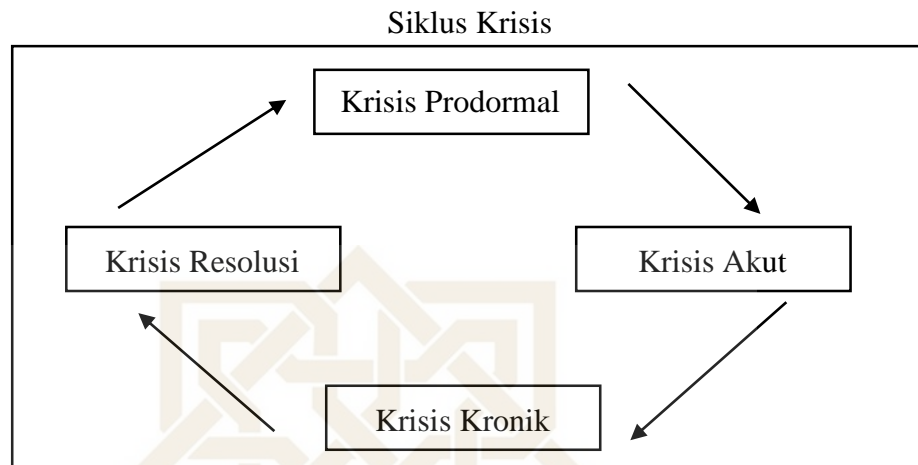 Siklus Krisis
Krisis Prodormal
Krisis Resolusi
Krisis Akut
Krisis Kronik